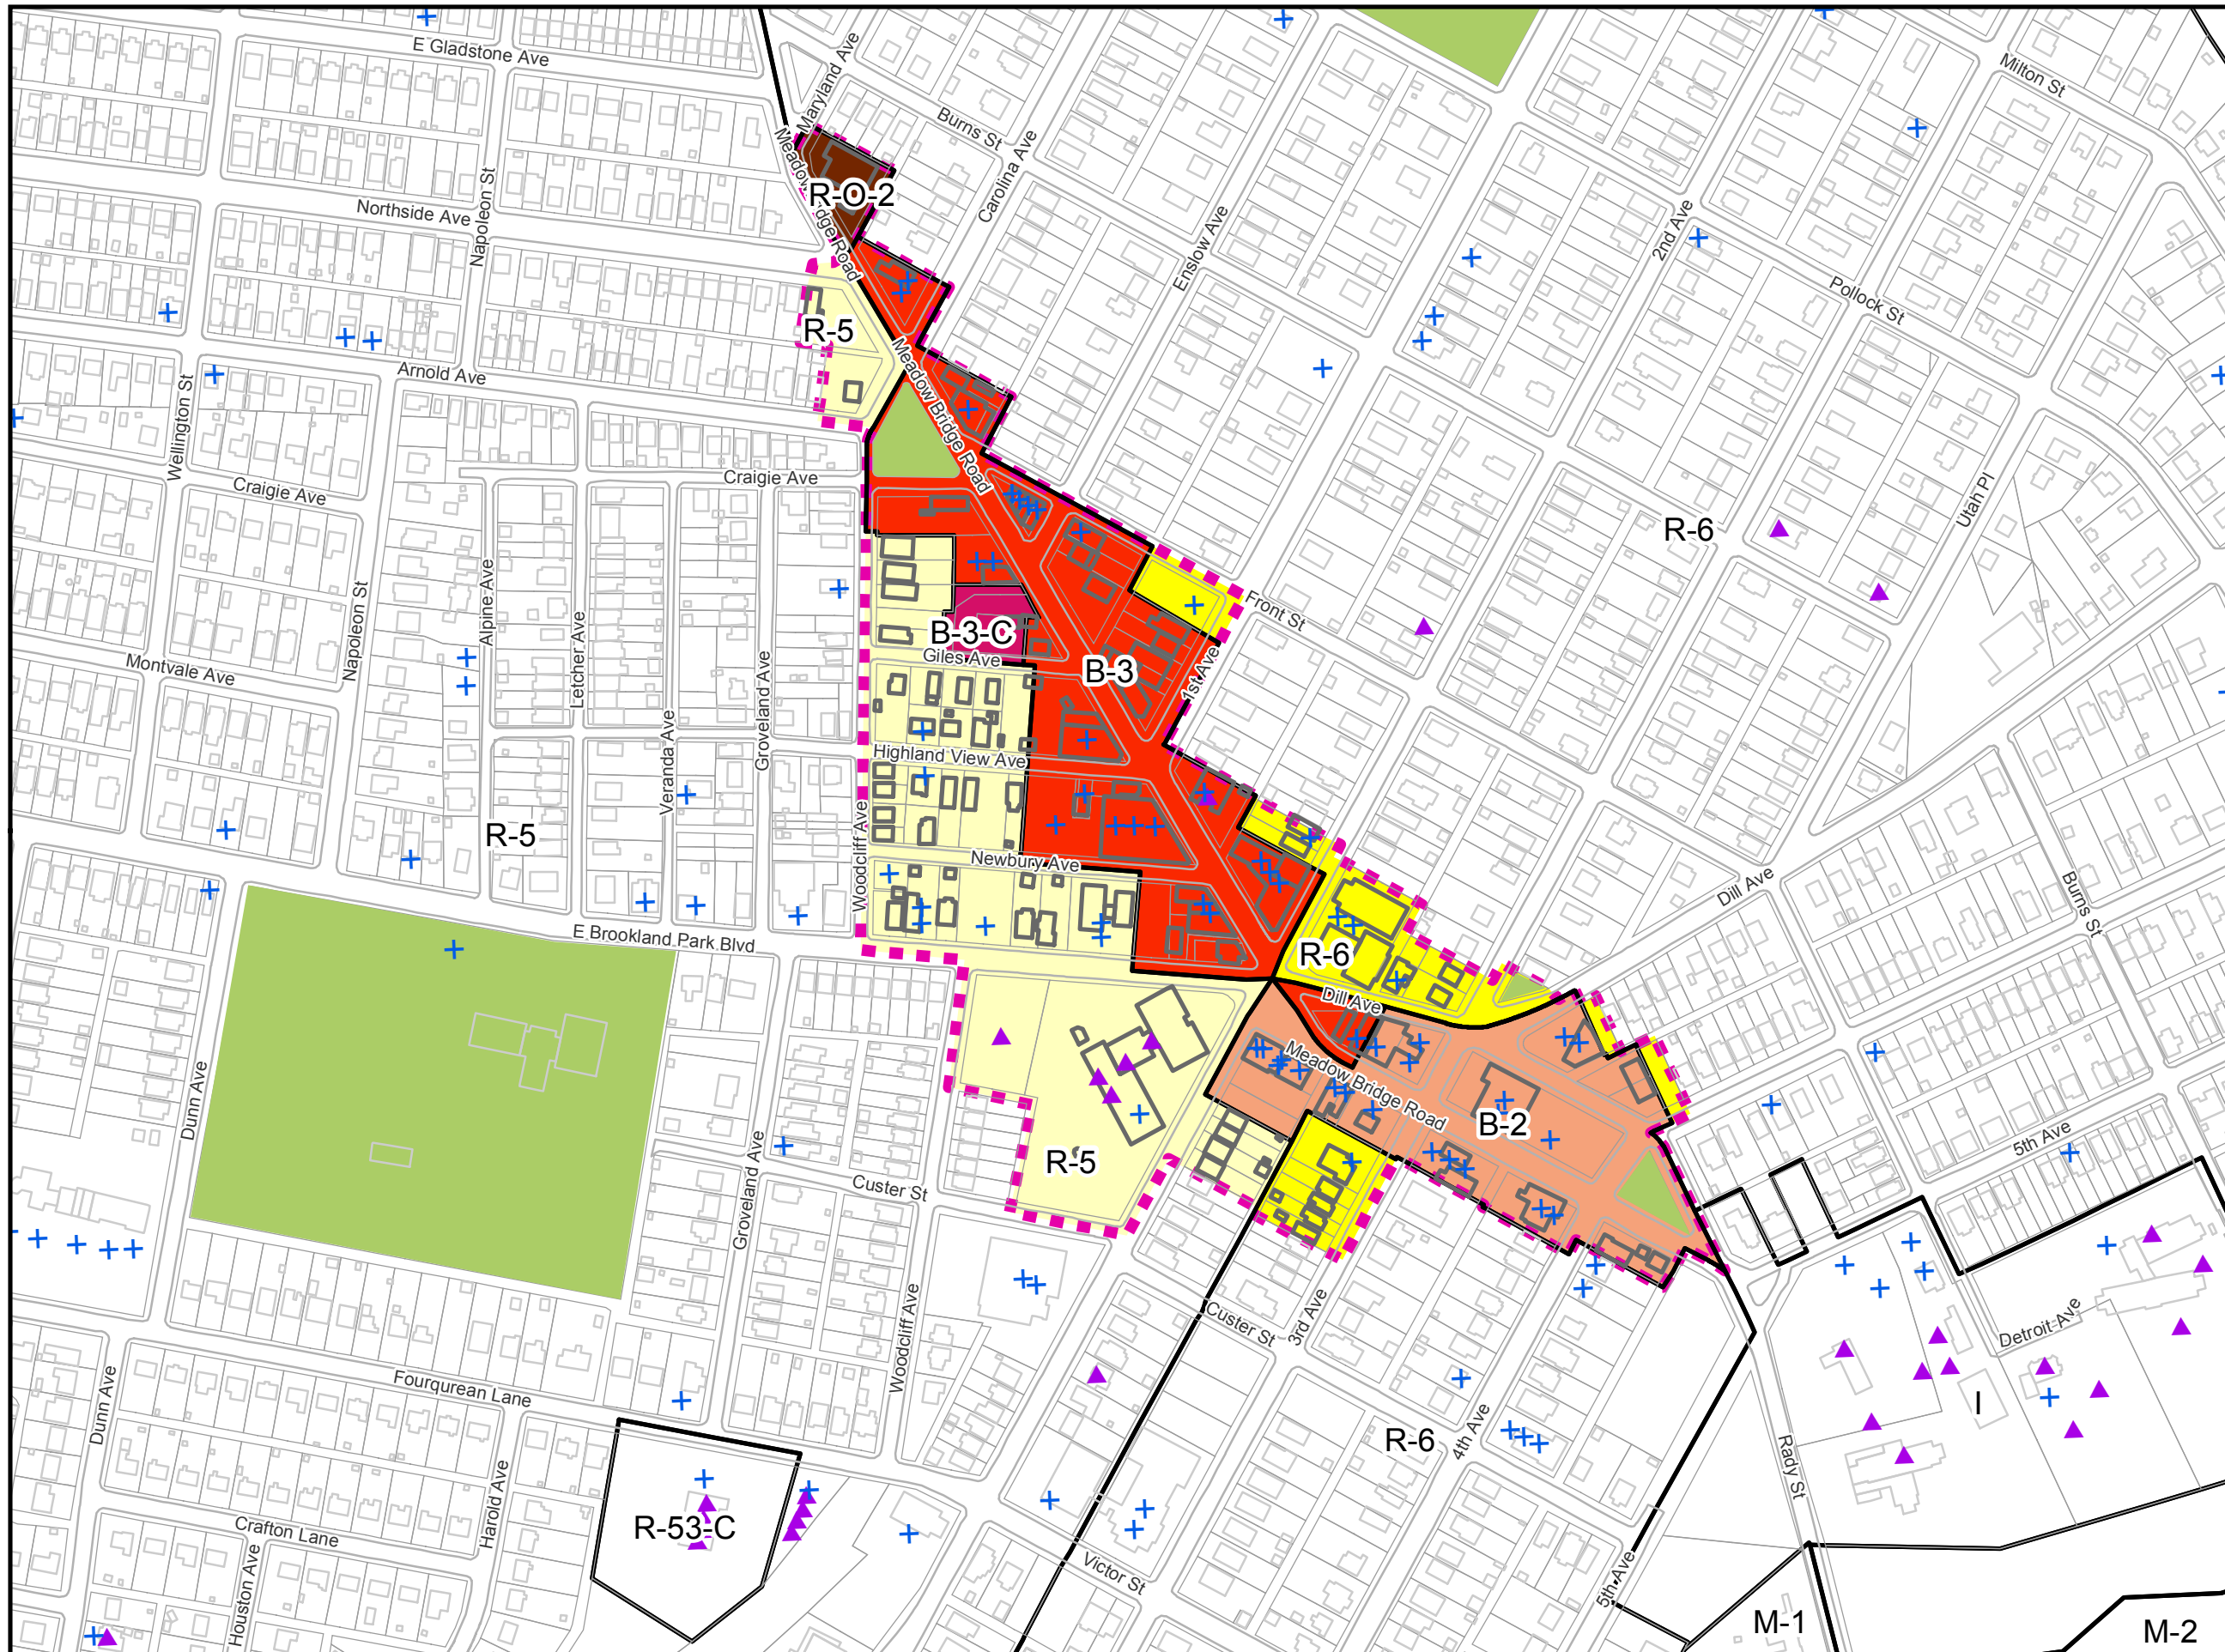 E Gladstone Ave
Maryland Ave
Burns St
Milton St
Carolina Ave
Meadow Bridge Road
R-O-2
Napoleon St
Northside Ave
Enslow Ave
2nd Ave
Pollock St
R-5
Meadow Bridge Road
Arnold Ave
Wellington St
Craigie Ave
Craigie Ave
Utah Pl
R-6
Alpine Ave
Napoleon St
Letcher Ave
Front St
B-3-C
Giles Ave
B-3
1st Ave
Montvale Ave
Groveland Ave
Veranda Ave
Highland View Ave
R-5
Woodcliff Ave
Newbury Ave
Dill Ave
Burns St
E Brookland Park Blvd
R-6
Dill Ave
Meadow Bridge Road
B-2
Dunn Ave
R-5
5th Ave
Custer St
Groveland Ave
Custer St
3rd Ave
Detroit Ave
Woodcliff Ave
Fourqurean Lane
Dunn Ave
I
R-6
4th Ave
Rady St
Harold Ave
R-53-C
Crafton Lane
Houston Ave
Victor St
5th Ave
M-1
M-2